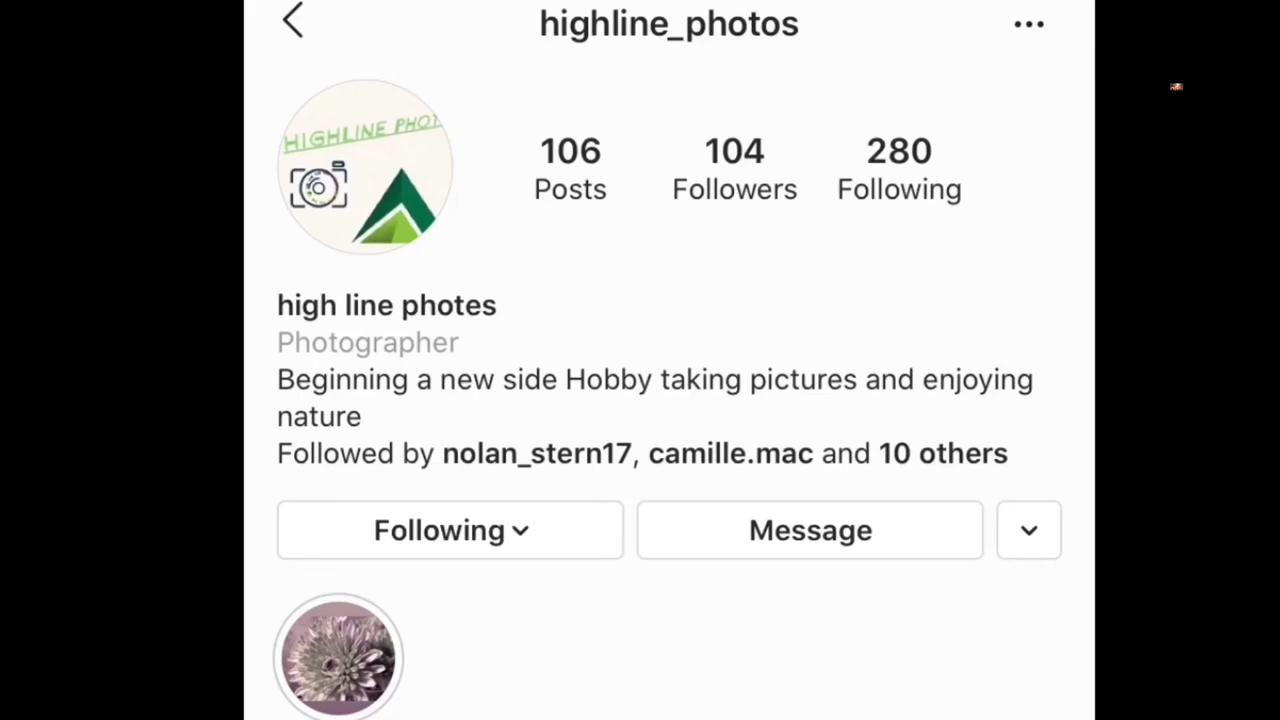 highline_photos
HIGHLINE PHOT
106
104
280
Posts
Followers
Following
high line photes
Photographer
Beginning a new side Hobby taking pictures and enjoying
nature
Followed by nolan_stern17, camille.mac and 10 others
Following
Message